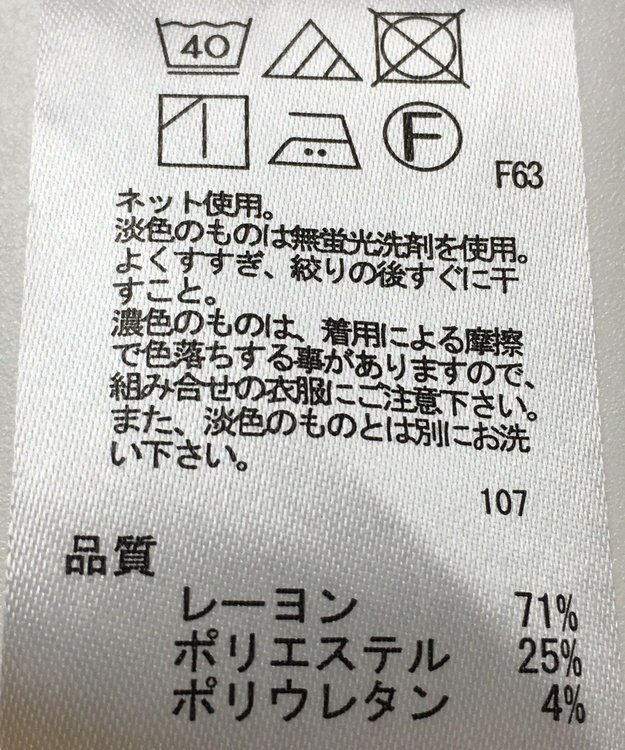 40
F
F63
ネット使用。
淡色のものは無蛍光洗剤を使用。
よくすすぎ、絞りの後すぐに干
すこと。
濃色のものは、着用による摩擦
で色落ちする事がありますので、
組み合せの衣服にご注意下さい。
また、淡色のものとは別にお洗
い下さい。
107
品質
レーヨン 71%
ポリエステル 25%
ポリウレタン 4%